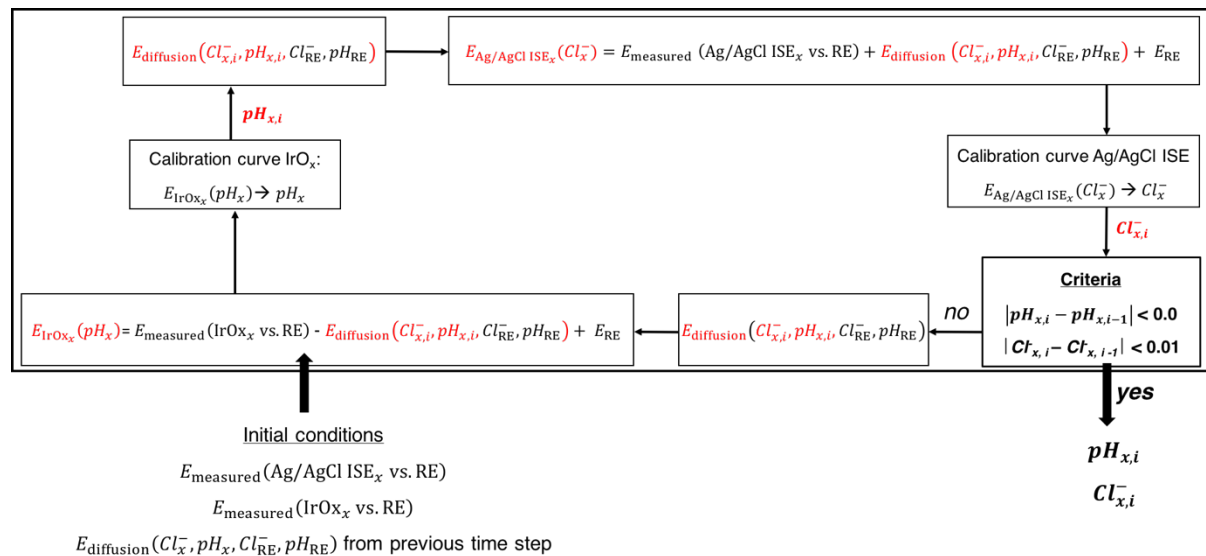 E_diffusion(Cl⁻_x,i, pH_x,i, Cl⁻_RE, pH_RE)
E_Ag/AgCl ISEx(Cl⁻_x) = E_measured (Ag/AgCl ISE_x vs. RE) + E_diffusion (Cl⁻_x,i, pH_x,i, Cl⁻_RE, pH_RE) + E_RE
pH_x,i
Calibration curve IrO_x:
E_IrOxx(pH_x) → pH_x
Calibration curve Ag/AgCl ISE
E_Ag/AgCl ISEx(Cl⁻_x) → Cl⁻_x
Cl⁻_x,i
Criteria
|pH_x,i − pH_x,i−1| < 0.0
|Cl⁻_x, i − Cl⁻_x, i -1| < 0.01
no
E_diffusion(Cl⁻_x,i, pH_x,i, Cl⁻_RE, pH_RE)
E_IrOxx(pH_x)= E_measured(IrOx_x vs. RE) - E_diffusion(Cl⁻_x,i, pH_x,i, Cl⁻_RE, pH_RE) + E_RE
yes
pH_x,i
Cl⁻_x,i
Initial conditions
E_measured(Ag/AgCl ISE_x vs. RE)
E_measured(IrOx_x vs. RE)
E_diffusion(Cl⁻_x, pH_x, Cl⁻_RE, pH_RE) from previous time step